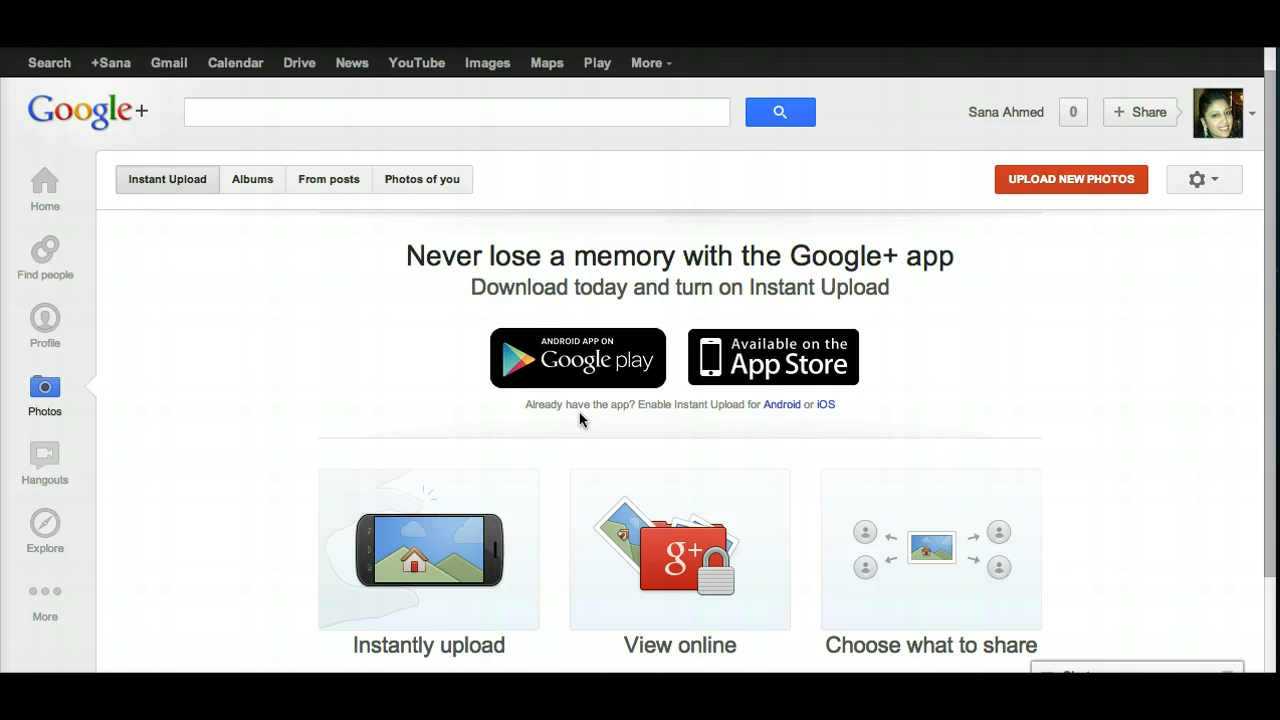 Search +Sana Gmail Calendar Drive News YouTube Images Maps Play More
Google+
Sana Ahmed 0 + Share
Instant Upload Albums From posts Photos of you
UPLOAD NEW PHOTOS
Home
Find people
Profile
Photos
Hangouts
Explore
More
Never lose a memory with the Google+ app
Download today and turn on Instant Upload
ANDROID APP ON
Google play
Available on the
App Store
Already have the app? Enable Instant Upload for Android or iOS
g+
Instantly upload
View online
Choose what to share